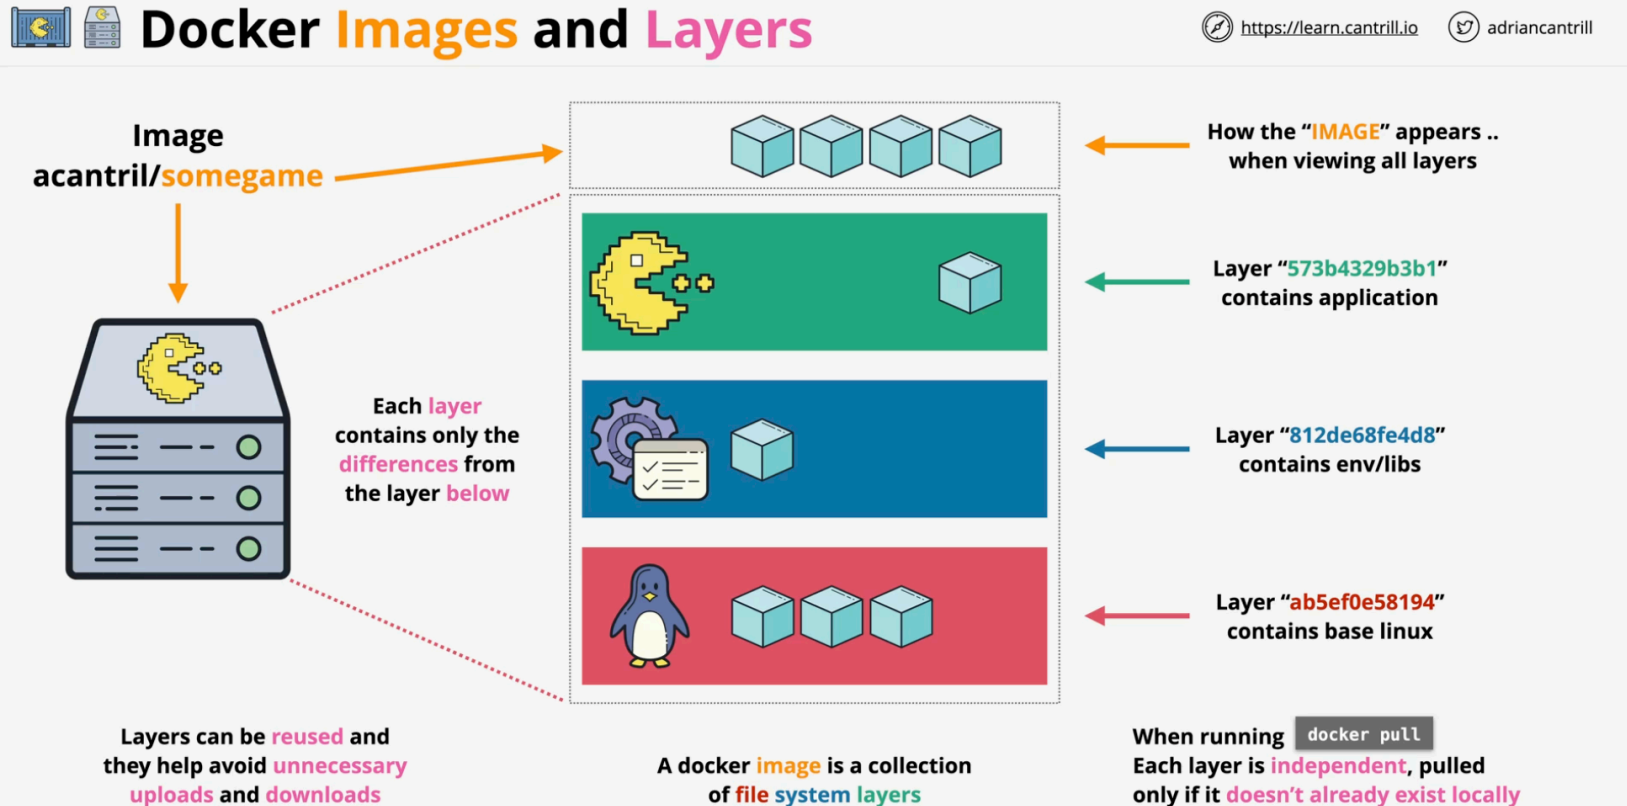 Docker Images and Layers
https://learn.cantrill.io
adriancantrill
Image
acantril/somegame
How the “IMAGE” appears ..
when viewing all layers
Layer “573b4329b3b1”
contains application
Each layer
contains only the
differences from
the layer below
Layer “812de68fe4d8”
contains env/libs
Layer “ab5ef0e58194”
contains base linux
Layers can be reused and
they help avoid unnecessary
uploads and downloads
A docker image is a collection
of file system layers
When running docker pull
Each layer is independent, pulled
only if it doesn’t already exist locally